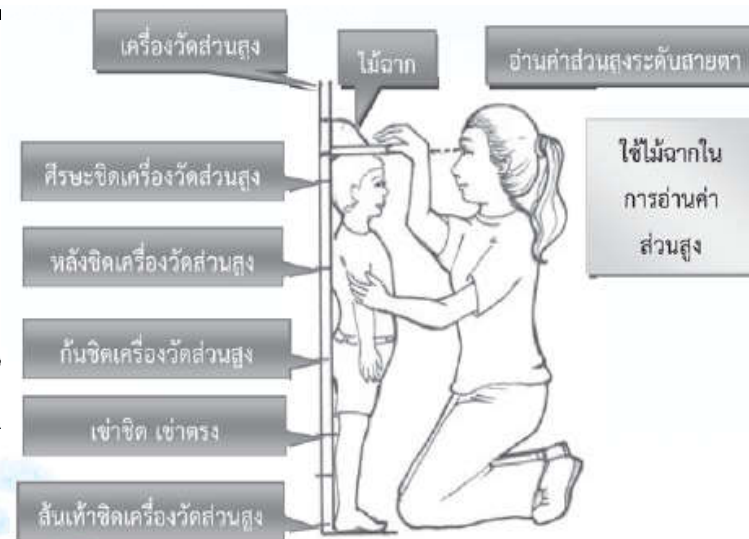 เครื่องวัดส่วนสูง
ไม้ฉาก
อ่านค่าส่วนสูงระดับสายตา
ใช้ไม้ฉากใน
การอ่านค่า
ส่วนสูง
ศีรษะชิดเครื่องวัดส่วนสูง
หลังชิดเครื่องวัดส่วนสูง
ก้นชิดเครื่องวัดส่วนสูง
เข่าชิด เข่าตรง
ส้นเท้าชิดเครื่องวัดส่วนสูง